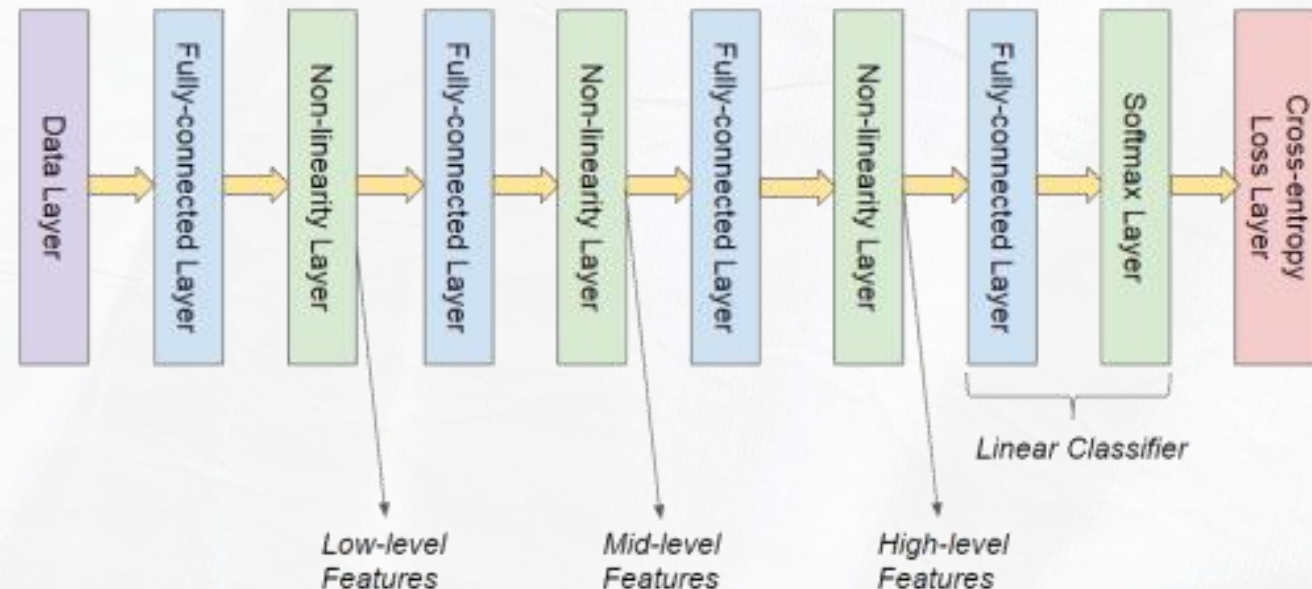 Data Layer
Fully-connected Layer
Non-linearity Layer
Fully-connected Layer
Non-linearity Layer
Fully-connected Layer
Non-linearity Layer
Fully-connected Layer
Softmax Layer
Cross-entropy
Loss Layer
Linear Classifier
Low-level
Features
Mid-level
Features
High-level
Features